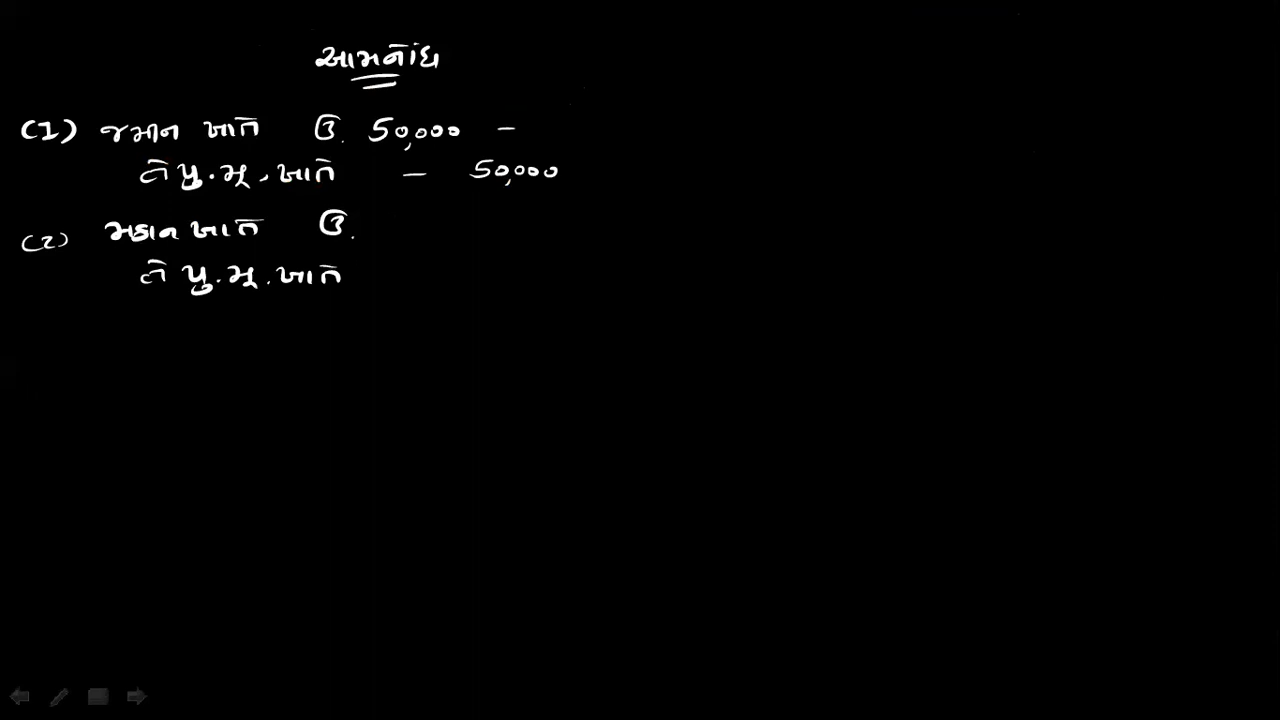 આમનોંધ
(1) જમીન ખાતે ઉ. 50,000 –
તે પુ.મૂ. ખાતે – 50,000
(2) મકાન ખાતે ઉ.
તે પુ.મૂ. ખાતે